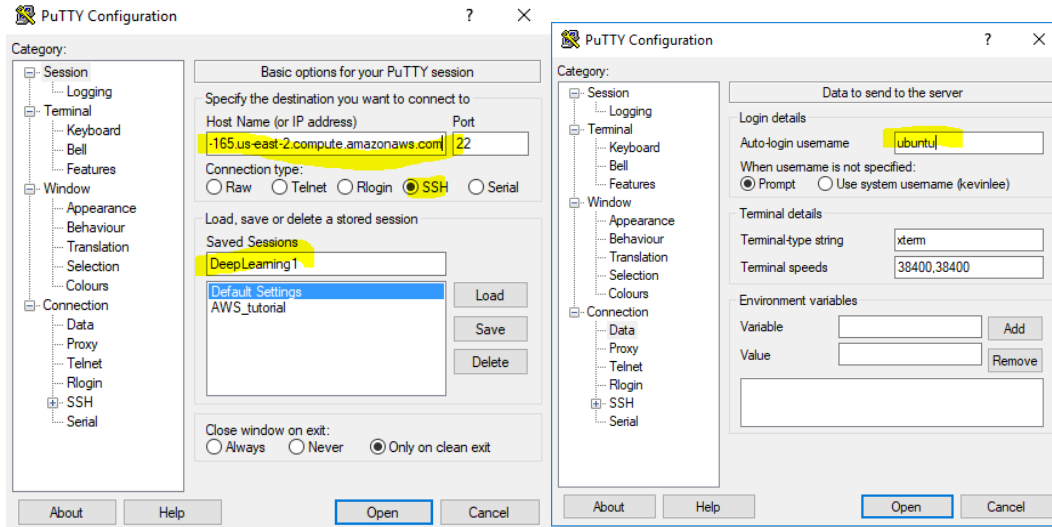 PuTTY Configuration ? ×
Category:
Session
Logging
Terminal
Keyboard
Bell
Features
Window
Appearance
Behaviour
Translation
Selection
Colours
Connection
Data
Proxy
Telnet
Rlogin
SSH
Serial
Basic options for your PuTTY session
Specify the destination you want to connect to
Host Name (or IP address) Port
-165.us-east-2.compute.amazonaws.com 22
Connection type:
Raw Telnet Rlogin SSH Serial
Load, save or delete a stored session
Saved Sessions
DeepLearning1
Default Settings
AWS_tutorial
Load
Save
Delete
Close window on exit:
Always Never Only on clean exit
About Help Open Cancel
PuTTY Configuration ? ×
Category:
Session
Logging
Terminal
Keyboard
Bell
Features
Window
Appearance
Behaviour
Translation
Selection
Colours
Connection
Data
Proxy
Telnet
Rlogin
SSH
Serial
Data to send to the server
Login details
Auto-login username ubuntu
When username is not specified:
Prompt Use system username (kevinlee)
Terminal details
Terminal-type string xterm
Terminal speeds 38400,38400
Environment variables
Variable Add
Value Remove
About Help Open Cancel